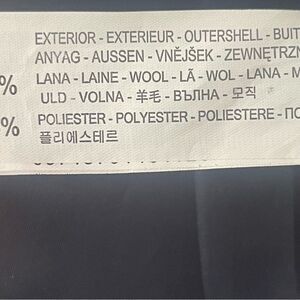 EXTERIOR - EXTERIEUR - OUTERSHELL - BUIT
ANYAG - AUSSEN - VNĚJŠEK - ZEWNĘTRZN
% LANA - LAINE - WOOL - LÃ - WOL - LANA - M
ULD - VOLNA - 羊毛 - ВЪЛНА - 모직
% POLIESTER - POLYESTER - POLIESTERE - ПО
폴리에스테르